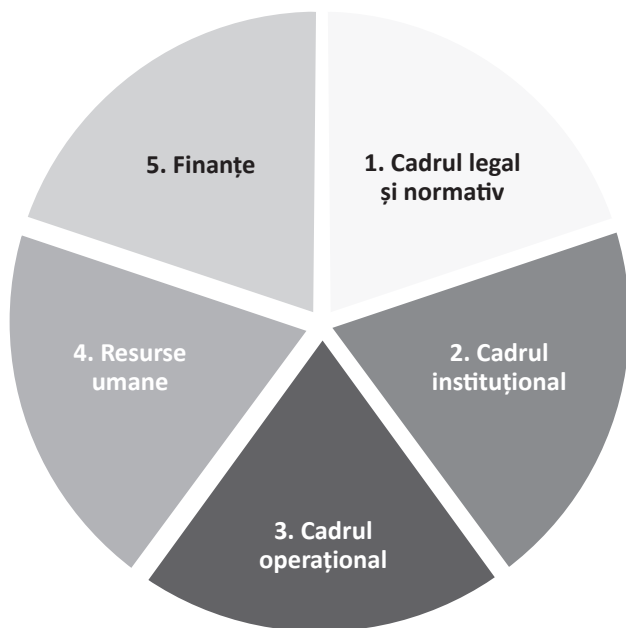 1. Cadrul legal
și normativ
2. Cadrul
instituțional
3. Cadrul
operațional
4. Resurse
umane
5. Finanțe